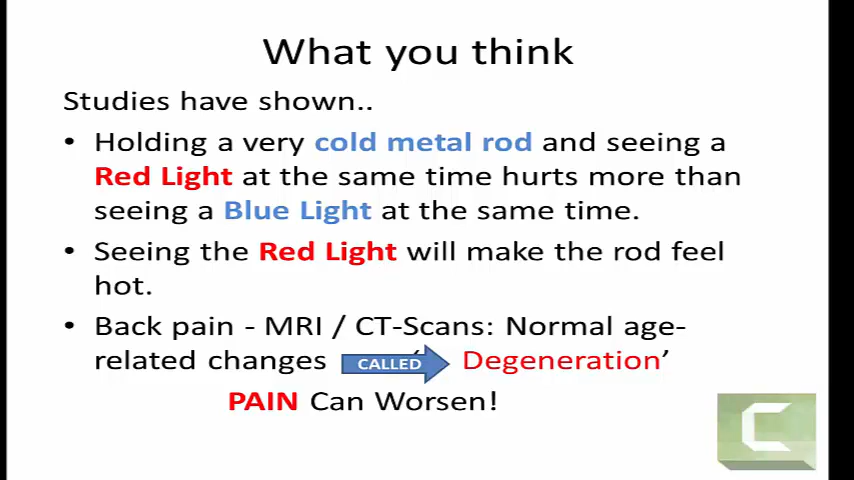 What you think
Studies have shown..
• Holding a very cold metal rod and seeing a
Red Light at the same time hurts more than
seeing a Blue Light at the same time.
• Seeing the Red Light will make the rod feel
hot.
• Back pain - MRI / CT-Scans: Normal age-
related changes CALLED ‘Degeneration’
PAIN Can Worsen!
C